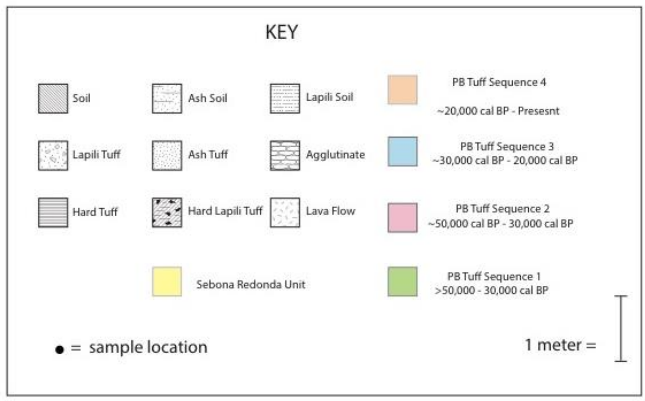 KEY
Soil
Ash Soil
Lapili Soil
PB Tuff Sequence 4
~20,000 cal BP - Presesnt
Lapili Tuff
Ash Tuff
Agglutinate
PB Tuff Sequence 3
~30,000 cal BP - 20,000 cal BP
Hard Tuff
Hard Lapili Tuff
Lava Flow
PB Tuff Sequence 2
~50,000 cal BP - 30,000 cal BP
Sebona Redonda Unit
PB Tuff Sequence 1
>50,000 - 30,000 cal BP
● = sample location
1 meter =